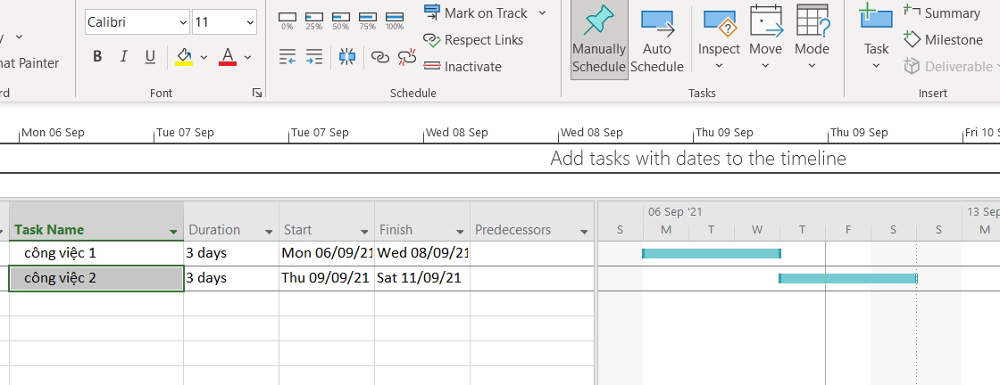 Calibri 11
0% 25% 50% 75% 100%
Mark on Track
Respect Links
Inactivate
B I U A
Manually Schedule
Auto Schedule
Inspect
Move
Mode
Task
Summary
Milestone
Deliverable
y
nat Painter
rd
Font
Schedule
Tasks
Insert
Mon 06 Sep Tue 07 Sep Tue 07 Sep Wed 08 Sep Wed 08 Sep Thu 09 Sep Thu 09 Sep Fri 10 S
Add tasks with dates to the timeline
06 Sep '21 13 Sep
Task Name Duration Start Finish Predecessors S M T W T F S S M
công việc 1 3 days Mon 06/09/21 Wed 08/09/21
công việc 2 3 days Thu 09/09/21 Sat 11/09/21